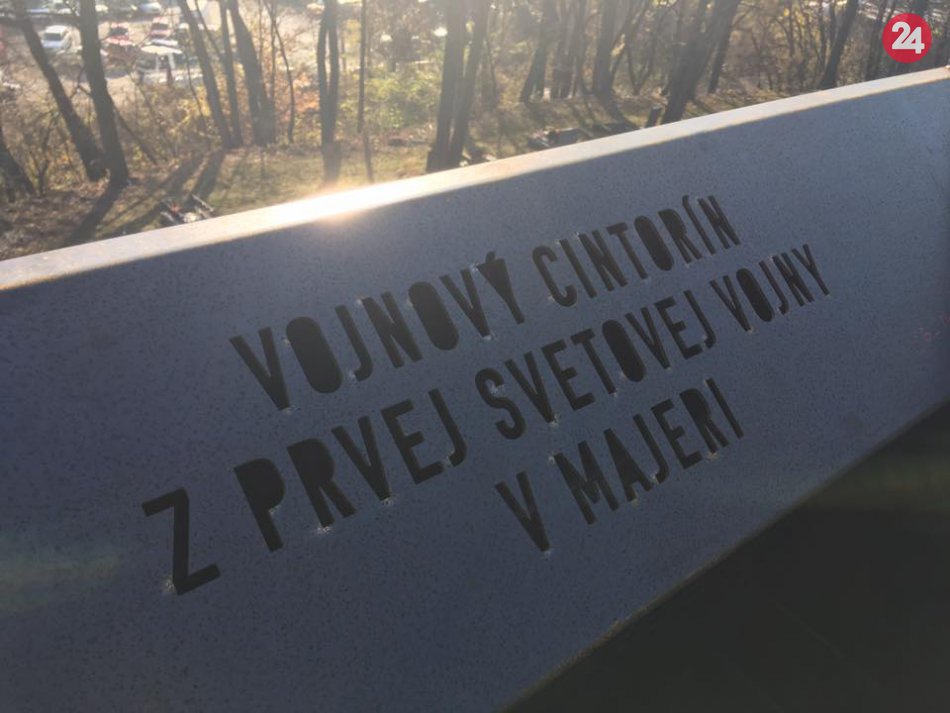 24
VOJNOVÝ CINTORÍN
Z PRVEJ SVETOVEJ VOJNY
V MAJERI